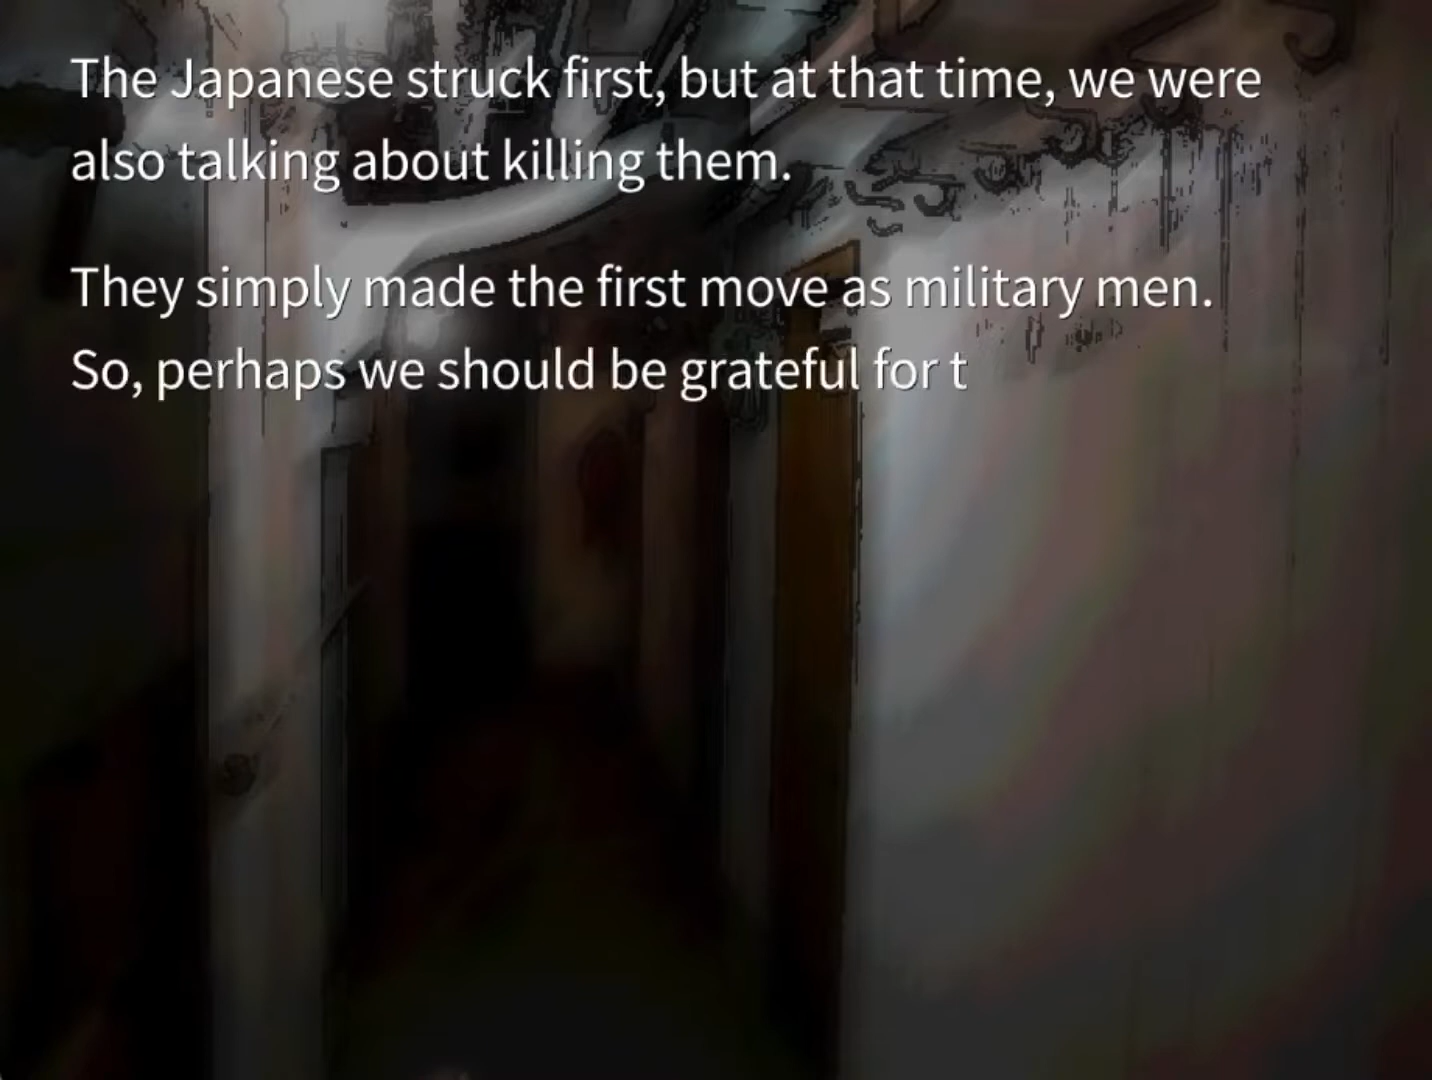 The Japanese struck first, but at that time, we were
also talking about killing them.
They simply made the first move as military men.
So, perhaps we should be grateful for t